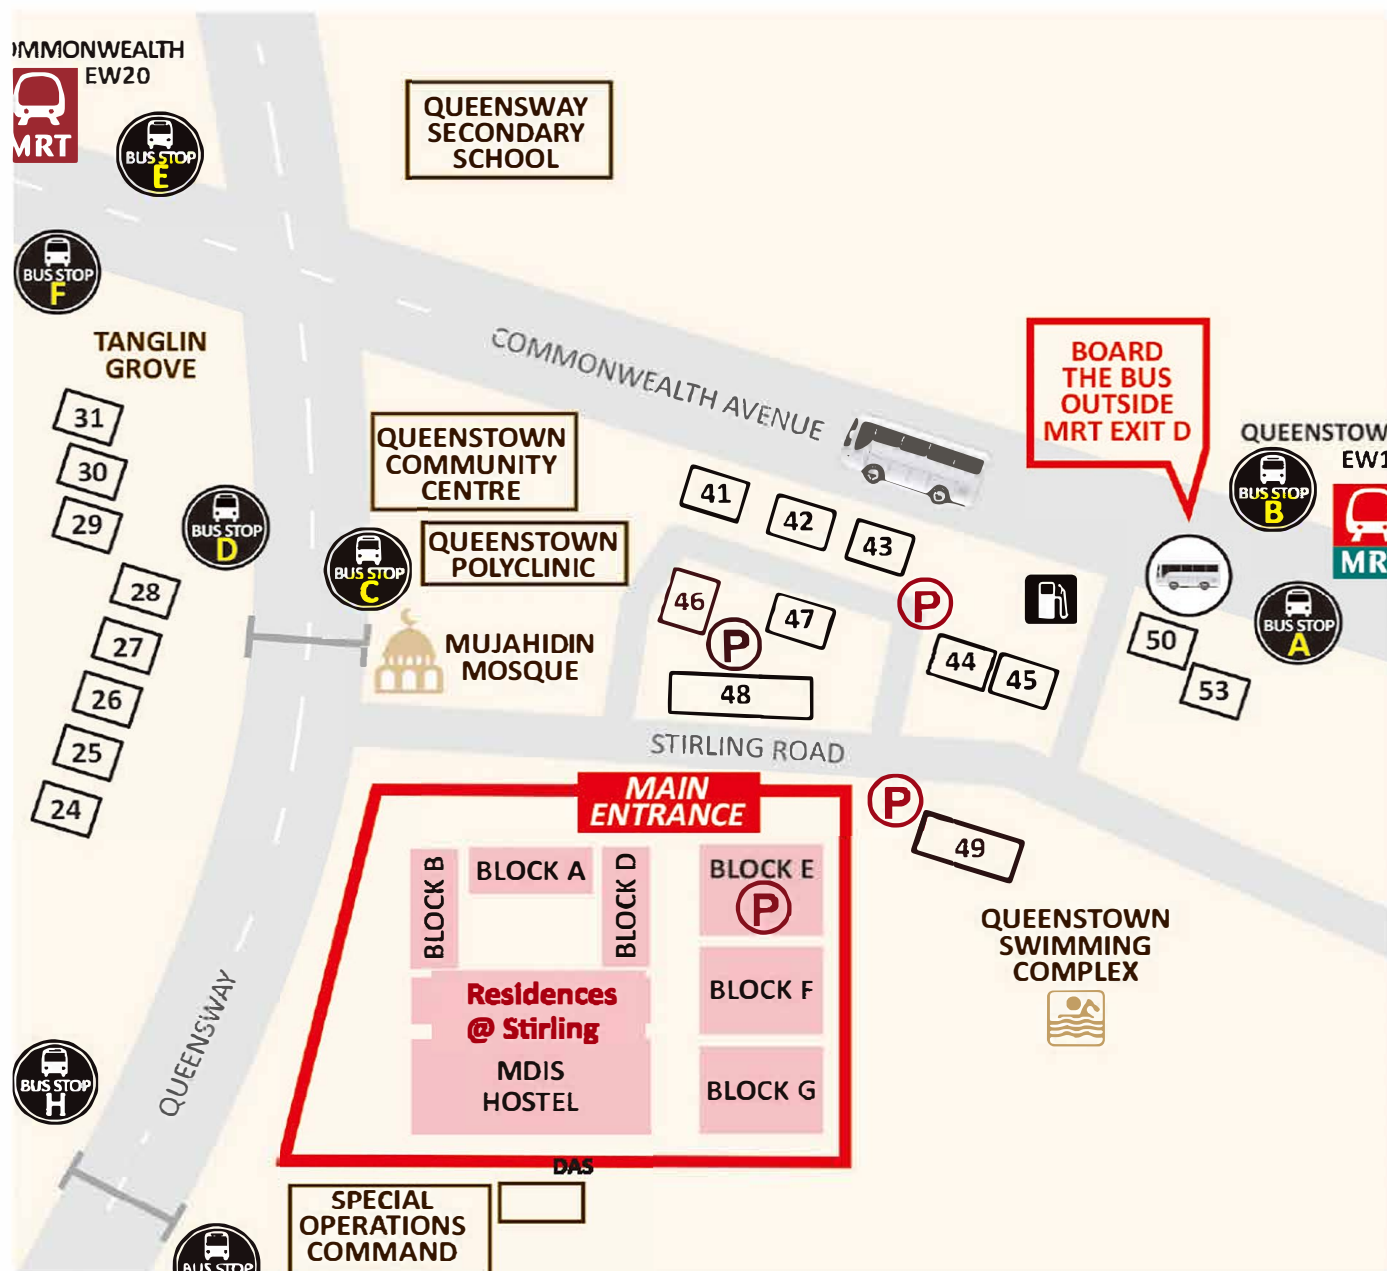 OMMONWEALTH
EW20
MRT
BUS STOP
E
QUEENSWAY
SECONDARY
SCHOOL
BUS STOP
F
TANGLIN
GROVE
COMMONWEALTH AVENUE
BOARD
THE BUS
OUTSIDE
MRT EXIT D
QUEENSTOW
EW1
BUS STOP
B
MR
31
30
29
BUS STOP
D
QUEENSTOWN
COMMUNITY
CENTRE
QUEENSTOWN
POLYCLINIC
BUS STOP
C
MUJAHIDIN
MOSQUE
41
42
43
46
P
47
48
P
44
45
50
53
BUS STOP
A
28
27
26
25
24
STIRLING ROAD
MAIN
ENTRANCE
P
49
BLOCK B
BLOCK A
BLOCK D
BLOCK E
P
BLOCK F
BLOCK G
Residences
@ Stirling
MDIS
HOSTEL
QUEENSTOWN
SWIMMING
COMPLEX
QUEENSWAY
BUS STOP
H
DAS
SPECIAL
OPERATIONS
COMMAND
BUS STOP